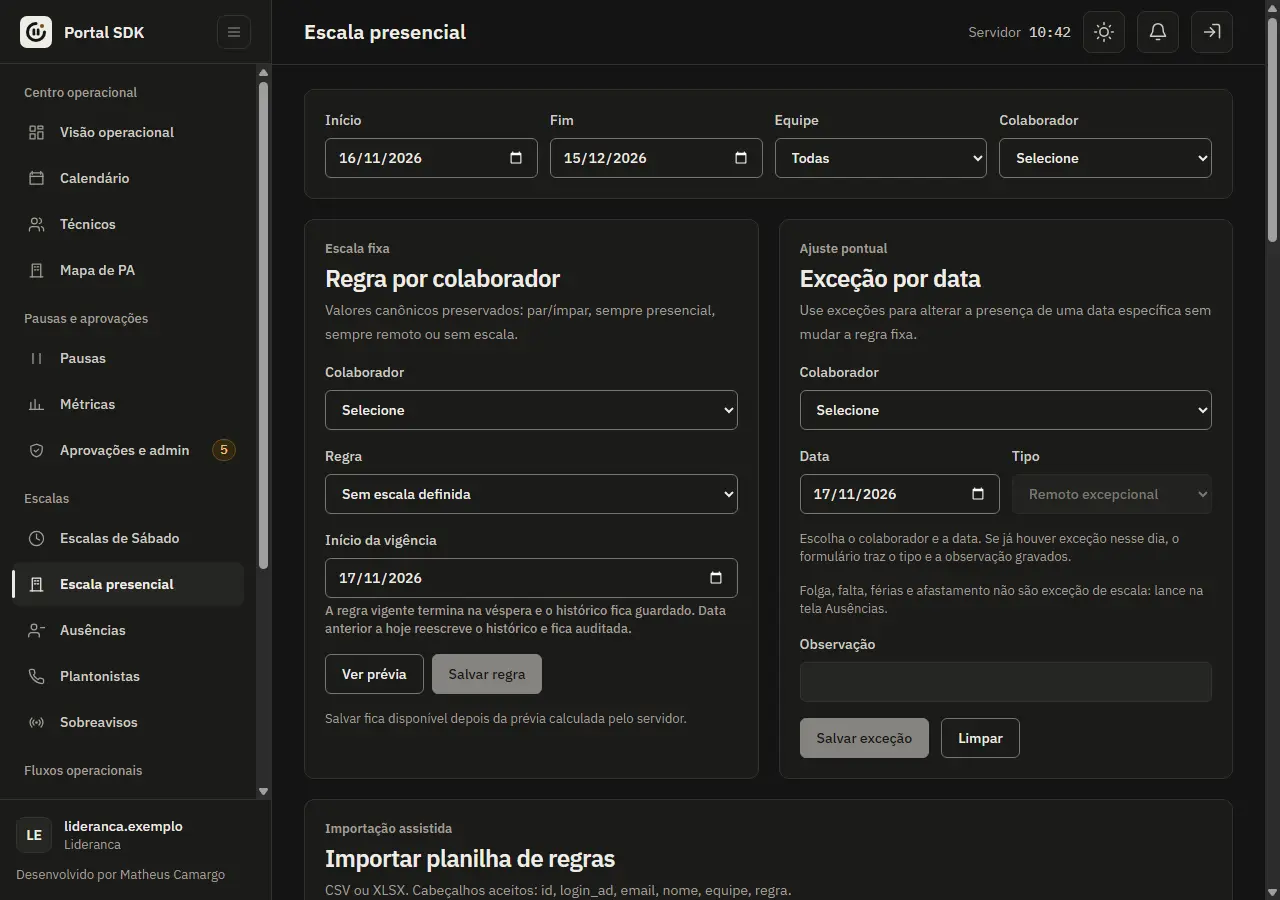 Portal SDK
Centro operacional
Visão operacional
Calendário
Técnicos
Mapa de PA
Pausas e aprovações
Pausas
Métricas
Aprovações e admin 5
Escalas
Escalas de Sábado
Escala presencial
Ausências
Plantonistas
Sobreavisos
Fluxos operacionais
LE
lideranca.exemplo
Lideranca
Desenvolvido por Matheus Camargo
Escala presencial
Servidor 10:42
Início Fim Equipe Colaborador
16/11/2026 15/12/2026 Todas Selecione
Escala fixa
Regra por colaborador
Valores canônicos preservados: par/ímpar, sempre presencial,
sempre remoto ou sem escala.
Colaborador
Selecione
Regra
Sem escala definida
Início da vigência
17/11/2026
A regra vigente termina na véspera e o histórico fica guardado. Data
anterior a hoje reescreve o histórico e fica auditada.
Ver prévia Salvar regra
Salvar fica disponível depois da prévia calculada pelo servidor.
Ajuste pontual
Exceção por data
Use exceções para alterar a presença de uma data específica sem
mudar a regra fixa.
Colaborador
Selecione
Data Tipo
17/11/2026 Remoto excepcional
Escolha o colaborador e a data. Se já houver exceção nesse dia, o
formulário traz o tipo e a observação gravados.
Folga, falta, férias e afastamento não são exceção de escala: lance na
tela Ausências.
Observação
Salvar exceção Limpar
Importação assistida
Importar planilha de regras
CSV ou XLSX. Cabeçalhos aceitos: id, login_ad, email, nome, equipe, regra.